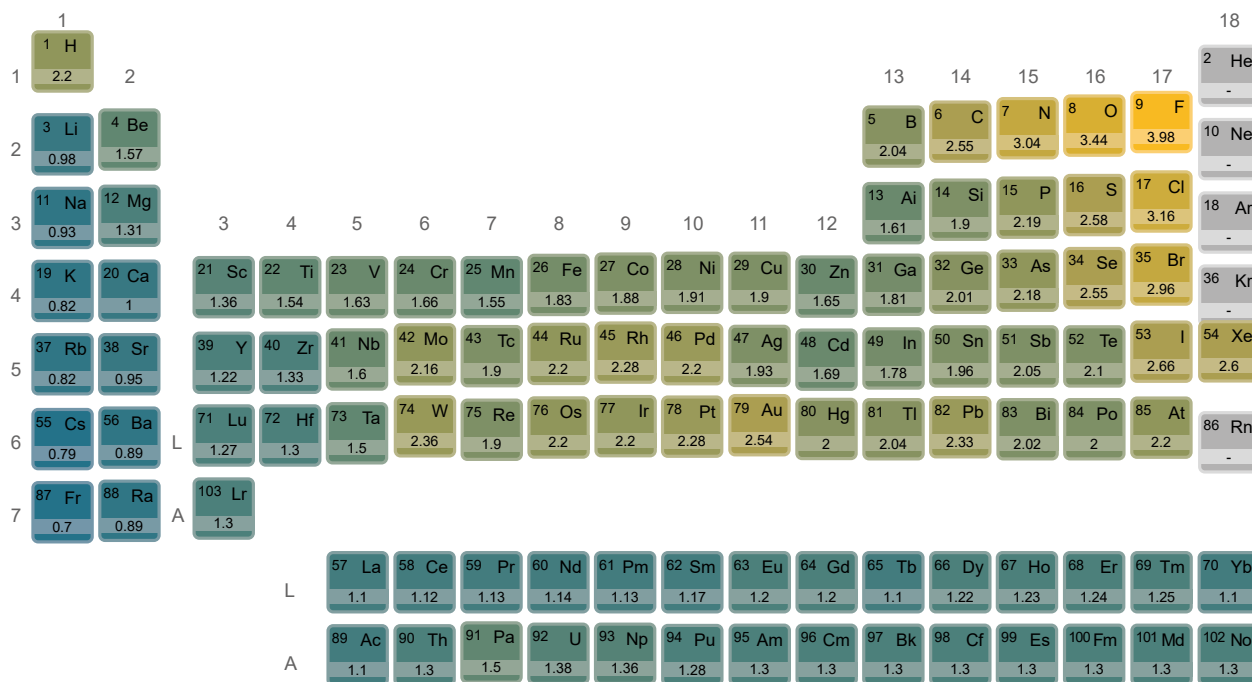 1 18
1 H 2.2
2 He -
1 2 13 14 15 16 17
3 Li 0.98
4 Be 1.57
5 B 2.04
6 C 2.55
7 N 3.04
8 O 3.44
9 F 3.98
10 Ne -
2
11 Na 0.93
12 Mg 1.31
13 Ai 1.61
14 Si 1.9
15 P 2.19
16 S 2.58
17 Cl 3.16
18 Ar -
3 3 4 5 6 7 8 9 10 11 12
19 K 0.82
20 Ca 1
21 Sc 1.36
22 Ti 1.54
23 V 1.63
24 Cr 1.66
25 Mn 1.55
26 Fe 1.83
27 Co 1.88
28 Ni 1.91
29 Cu 1.9
30 Zn 1.65
31 Ga 1.81
32 Ge 2.01
33 As 2.18
34 Se 2.55
35 Br 2.96
36 Kr -
4
37 Rb 0.82
38 Sr 0.95
39 Y 1.22
40 Zr 1.33
41 Nb 1.6
42 Mo 2.16
43 Tc 1.9
44 Ru 2.2
45 Rh 2.28
46 Pd 2.2
47 Ag 1.93
48 Cd 1.69
49 In 1.78
50 Sn 1.96
51 Sb 2.05
52 Te 2.1
53 I 2.66
54 Xe 2.6
5
55 Cs 0.79
56 Ba 0.89
71 Lu 1.27
72 Hf 1.3
73 Ta 1.5
74 W 2.36
75 Re 1.9
76 Os 2.2
77 Ir 2.2
78 Pt 2.28
79 Au 2.54
80 Hg 2
81 Tl 2.04
82 Pb 2.33
83 Bi 2.02
84 Po 2
85 At 2.2
86 Rn -
6 L
87 Fr 0.7
88 Ra 0.89
103 Lr 1.3
7 A
57 La 1.1
58 Ce 1.12
59 Pr 1.13
60 Nd 1.14
61 Pm 1.13
62 Sm 1.17
63 Eu 1.2
64 Gd 1.2
65 Tb 1.1
66 Dy 1.22
67 Ho 1.23
68 Er 1.24
69 Tm 1.25
70 Yb 1.1
L
89 Ac 1.1
90 Th 1.3
91 Pa 1.5
92 U 1.38
93 Np 1.36
94 Pu 1.28
95 Am 1.3
96 Cm 1.3
97 Bk 1.3
98 Cf 1.3
99 Es 1.3
100 Fm 1.3
101 Md 1.3
102 No 1.3
A